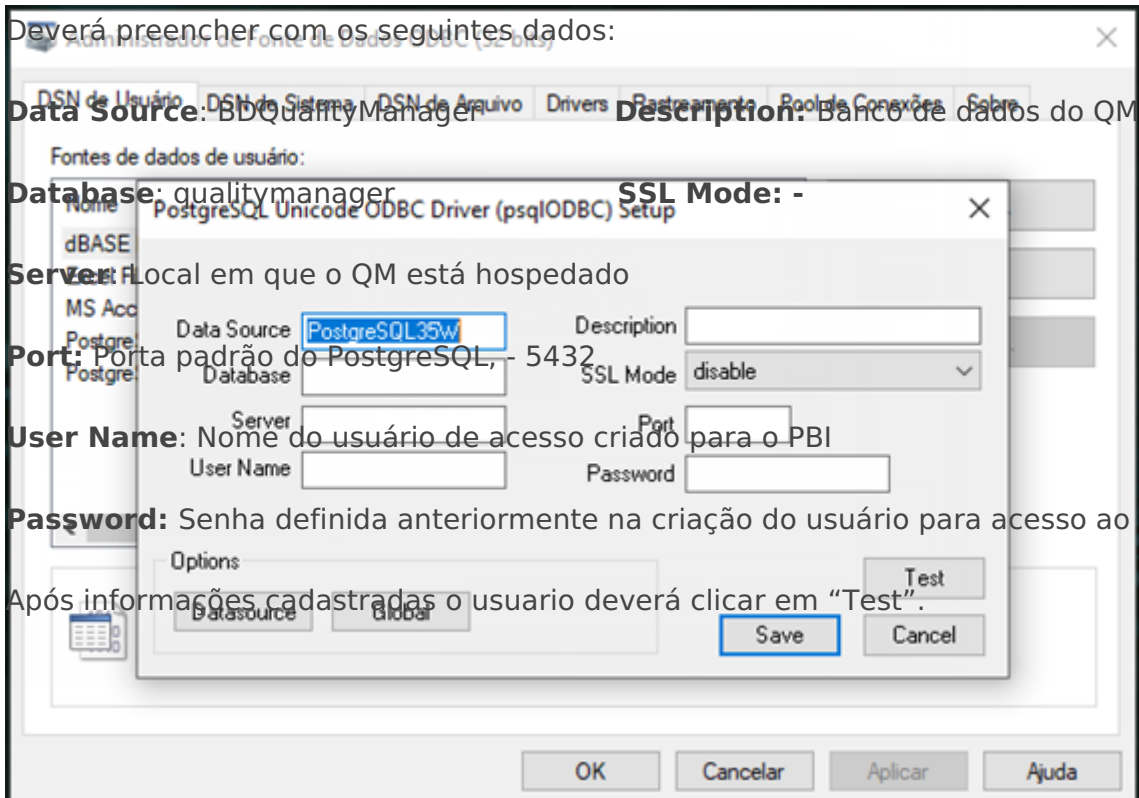 Deverá preencher com os seguintes dados:
Administrador de Fonte de Dados ODBC (32 bits)
DSN de Usuário DSN de Sistema DSN de Arquivo Drivers Rastreamento Pool de Conexões Sobre
Data Source: BDQualityManager Description: Banco de dados do QM
Fontes de dados de usuário:
Database: qualitymanager SSL Mode: -
Nome
PostgreSQL Unicode ODBC Driver (psqlODBC) Setup
dBASE
Server: Local em que o QM está hospedado
Excel
MS Acc
Data Source PostgreSQL35W Description
Postgre
Port: Porta padrão do PostgreSQL, - 5432
Postgre
Database SSL Mode disable
Server Port
User Name: Nome do usuário de acesso criado para o PBI
User Name Password
Password: Senha definida anteriormente na criação do usuário para acesso ao
Options
Test
Após informações cadastradas o usuario deverá clicar em “Test”.
Datasource Global
Save Cancel
OK Cancelar Aplicar Ajuda